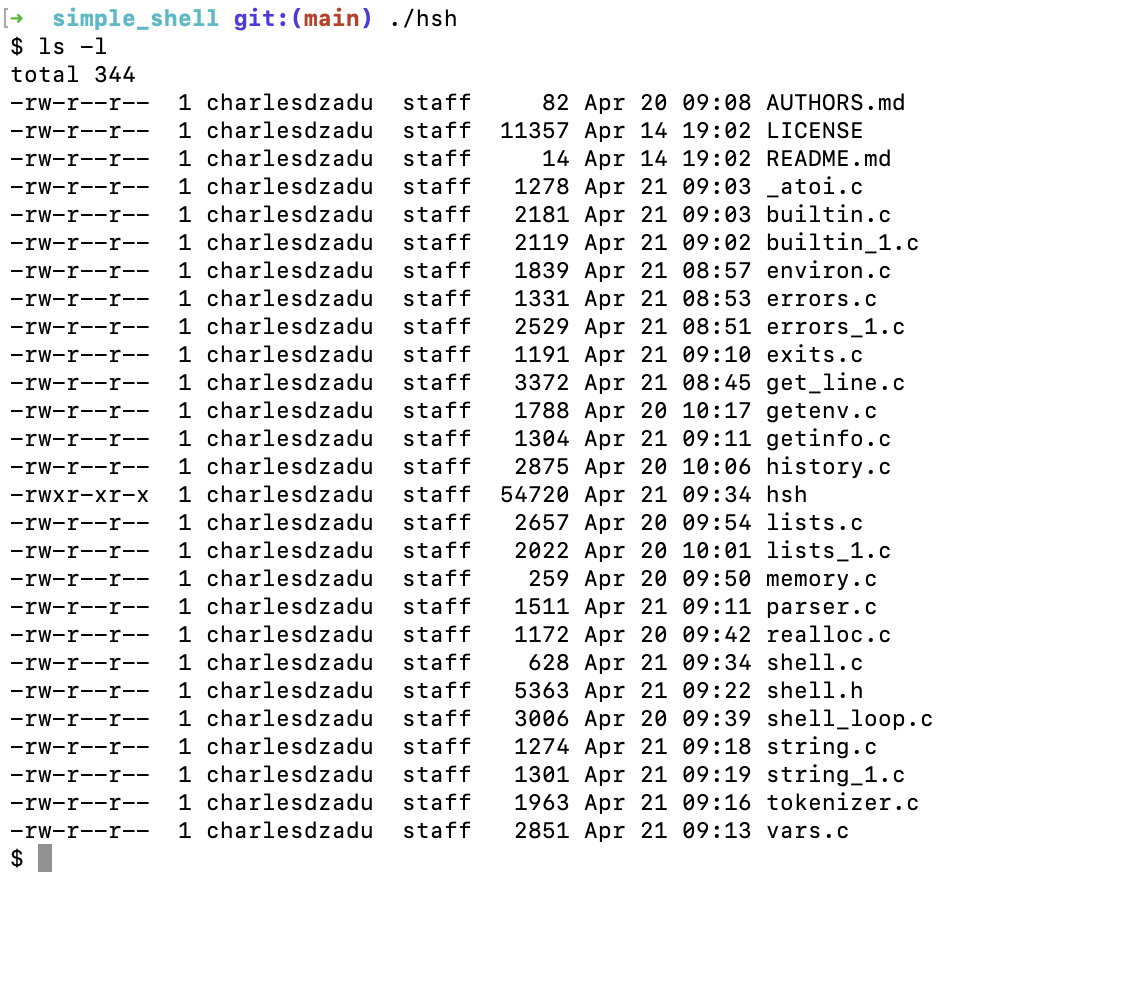 [➜  simple_shell git:(main) ./hsh
$ ls -l
total 344
-rw-r--r--  1 charlesdzadu  staff     82 Apr 20 09:08 AUTHORS.md
-rw-r--r--  1 charlesdzadu  staff  11357 Apr 14 19:02 LICENSE
-rw-r--r--  1 charlesdzadu  staff     14 Apr 14 19:02 README.md
-rw-r--r--  1 charlesdzadu  staff   1278 Apr 21 09:03 _atoi.c
-rw-r--r--  1 charlesdzadu  staff   2181 Apr 21 09:03 builtin.c
-rw-r--r--  1 charlesdzadu  staff   2119 Apr 21 09:02 builtin_1.c
-rw-r--r--  1 charlesdzadu  staff   1839 Apr 21 08:57 environ.c
-rw-r--r--  1 charlesdzadu  staff   1331 Apr 21 08:53 errors.c
-rw-r--r--  1 charlesdzadu  staff   2529 Apr 21 08:51 errors_1.c
-rw-r--r--  1 charlesdzadu  staff   1191 Apr 21 09:10 exits.c
-rw-r--r--  1 charlesdzadu  staff   3372 Apr 21 08:45 get_line.c
-rw-r--r--  1 charlesdzadu  staff   1788 Apr 20 10:17 getenv.c
-rw-r--r--  1 charlesdzadu  staff   1304 Apr 21 09:11 getinfo.c
-rw-r--r--  1 charlesdzadu  staff   2875 Apr 20 10:06 history.c
-rwxr-xr-x  1 charlesdzadu  staff  54720 Apr 21 09:34 hsh
-rw-r--r--  1 charlesdzadu  staff   2657 Apr 20 09:54 lists.c
-rw-r--r--  1 charlesdzadu  staff   2022 Apr 20 10:01 lists_1.c
-rw-r--r--  1 charlesdzadu  staff    259 Apr 20 09:50 memory.c
-rw-r--r--  1 charlesdzadu  staff   1511 Apr 21 09:11 parser.c
-rw-r--r--  1 charlesdzadu  staff   1172 Apr 20 09:42 realloc.c
-rw-r--r--  1 charlesdzadu  staff    628 Apr 21 09:34 shell.c
-rw-r--r--  1 charlesdzadu  staff   5363 Apr 21 09:22 shell.h
-rw-r--r--  1 charlesdzadu  staff   3006 Apr 20 09:39 shell_loop.c
-rw-r--r--  1 charlesdzadu  staff   1274 Apr 21 09:18 string.c
-rw-r--r--  1 charlesdzadu  staff   1301 Apr 21 09:19 string_1.c
-rw-r--r--  1 charlesdzadu  staff   1963 Apr 21 09:16 tokenizer.c
-rw-r--r--  1 charlesdzadu  staff   2851 Apr 21 09:13 vars.c
$